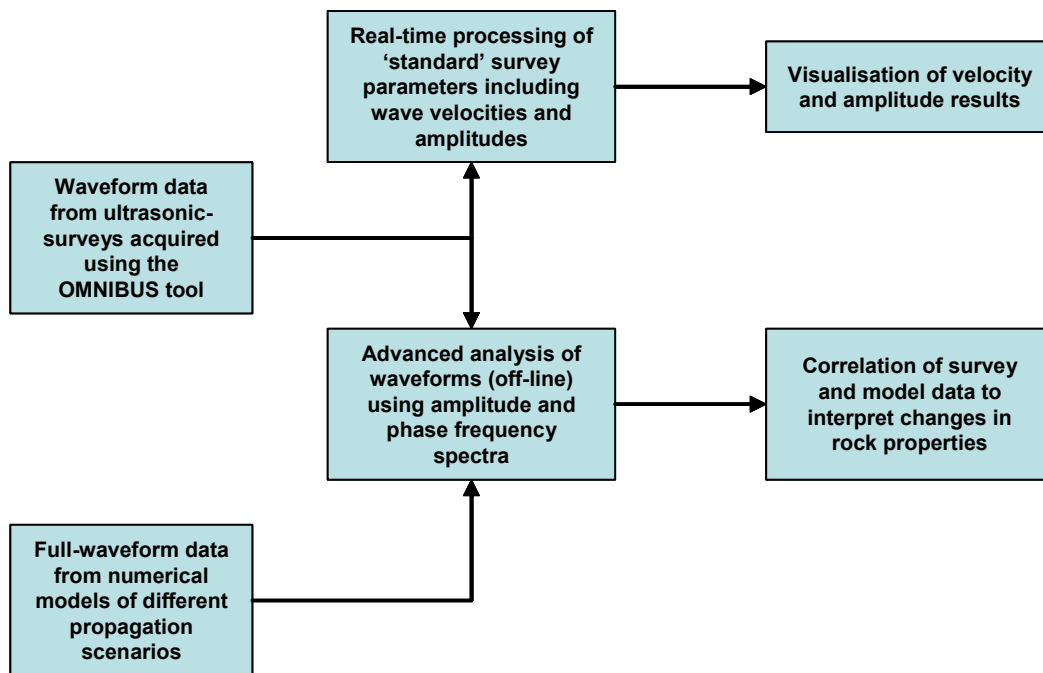 Real-time processing of
‘standard’ survey
parameters including
wave velocities and
amplitudes
Visualisation of velocity
and amplitude results
Waveform data
from ultrasonic-
surveys acquired
using the
OMNIBUS tool
Advanced analysis of
waveforms (off-line)
using amplitude and
phase frequency
spectra
Correlation of survey
and model data to
interpret changes in
rock properties
Full-waveform data
from numerical
models of different
propagation
scenarios